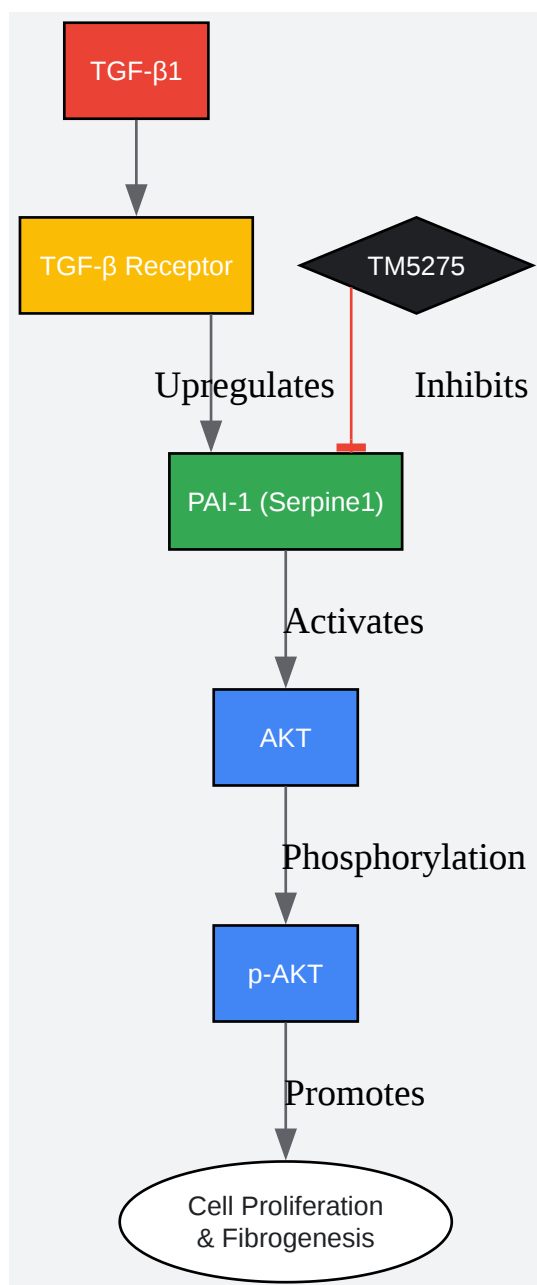 TGF-β1
TGF-β Receptor
TM5275
Upregulates
Inhibits
PAI-1 (Serpine1)
Activates
AKT
Phosphorylation
p-AKT
Promotes
Cell Proliferation
& Fibrogenesis